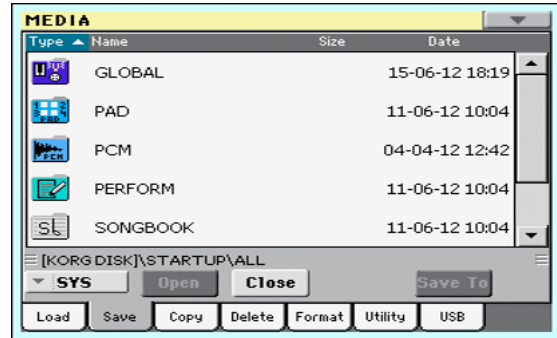 MEDIA
Type Name Size Date
GLOBAL 15-06-12 18:19
PAD PAD 11-06-12 10:04
PCM PCM 04-04-12 12:42
PERFORM 11-06-12 10:04
SONGBOOK 11-06-12 10:04
[KORG DISK]\STARTUP\ALL
SYS Open Close Save To
Load Save Copy Delete Format Utility USB